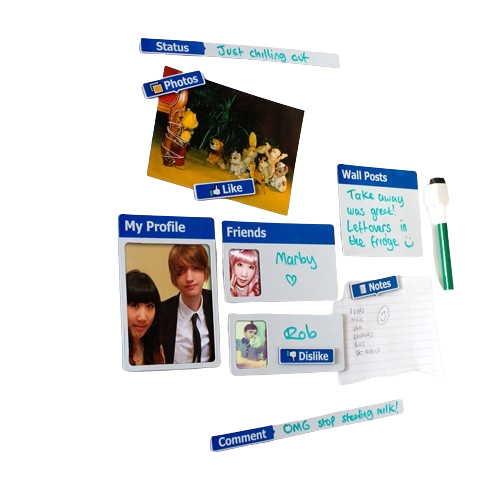 Status Just chilling out
Photos
Like
Wall Posts
Take away
was great!
Leftovers in
the fridge
My Profile
Friends
Marby
Rob
Dislike
Notes
Comment OMG stop stealing milk!